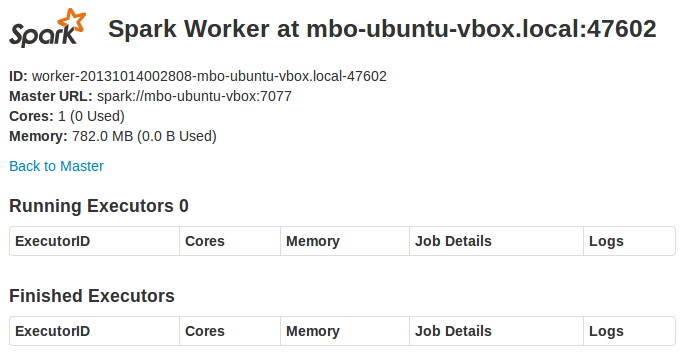 Spark Spark Worker at mbo-ubuntu-vbox.local:47602
ID: worker-20131014002808-mbo-ubuntu-vbox.local-47602
Master URL: spark://mbo-ubuntu-vbox:7077
Cores: 1 (0 Used)
Memory: 782.0 MB (0.0 B Used)
Back to Master
Running Executors 0
ExecutorID Cores Memory Job Details Logs
Finished Executors
ExecutorID Cores Memory Job Details Logs